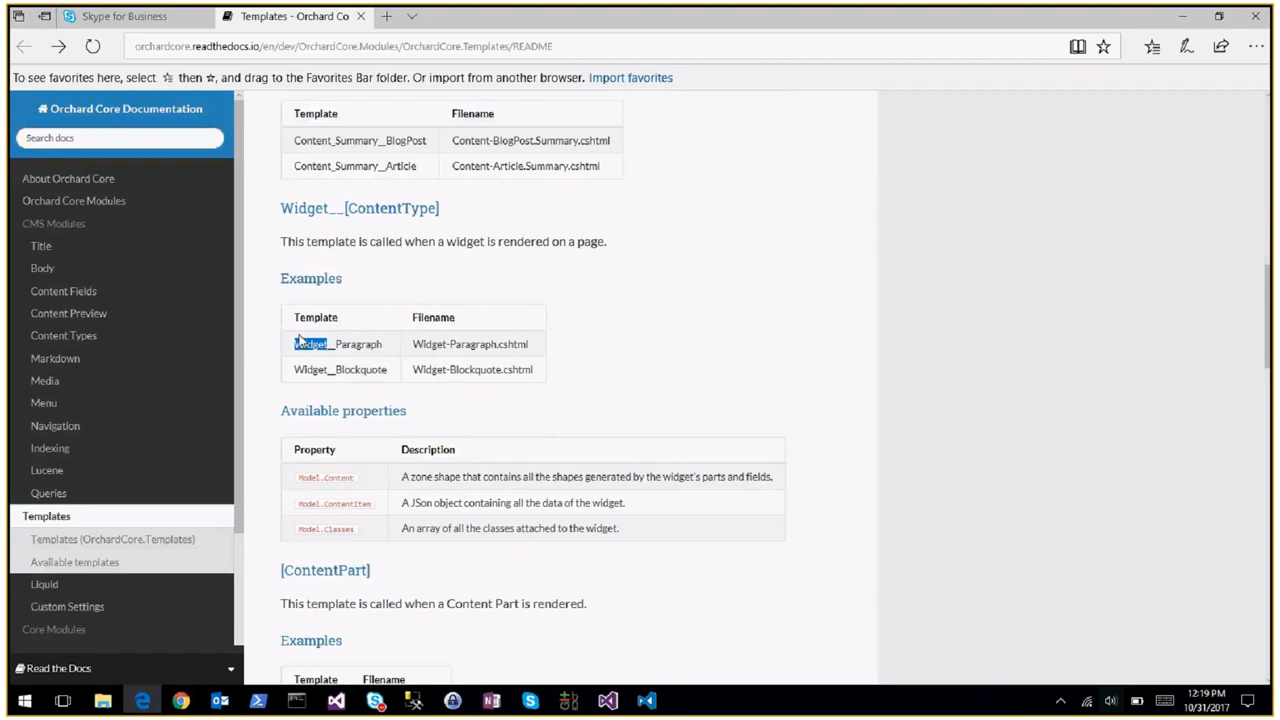 Skype for Business
Templates - Orchard Co
orchardcore.readthedocs.io/en/dev/OrchardCore.Modules/OrchardCore.Templates/README
To see favorites here, select then ☆, and drag to the Favorites Bar folder. Or import from another browser. Import favorites
Orchard Core Documentation
Search docs
About Orchard Core
Orchard Core Modules
CMS Modules
Title
Body
Content Fields
Content Preview
Content Types
Markdown
Media
Menu
Navigation
Indexing
Lucene
Queries
Templates
Templates (OrchardCore.Templates)
Available templates
Liquid
Custom Settings
Core Modules
Read the Docs
Template Filename
Content_Summary__BlogPost Content-BlogPost.Summary.cshtml
Content_Summary__Article Content-Article.Summary.cshtml
Widget__[ContentType]
This template is called when a widget is rendered on a page.
Examples
Template Filename
Widget__Paragraph Widget-Paragraph.cshtml
Widget__Blockquote Widget-Blockquote.cshtml
Available properties
Property Description
Model.Content A zone shape that contains all the shapes generated by the widget's parts and fields.
Model.ContentItem A JSon object containing all the data of the widget.
Model.Classes An array of all the classes attached to the widget.
[ContentPart]
This template is called when a Content Part is rendered.
Examples
Template Filename
12:19 PM
10/31/2017